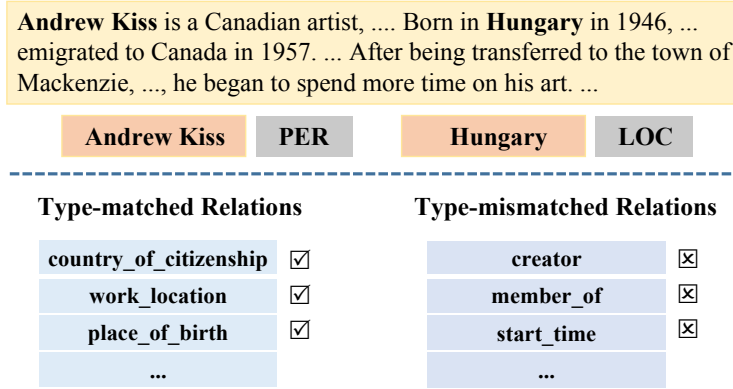 Andrew Kiss is a Canadian artist, .... Born in Hungary in 1946, ...
emigrated to Canada in 1957. ... After being transferred to the town of
Mackenzie, ..., he began to spend more time on his art. ...
Andrew Kiss PER Hungary LOC
Type-matched Relations Type-mismatched Relations
country_of_citizenship ☑ creator ☒
work_location ☑ member_of ☒
place_of_birth ☑ start_time ☒
... ...